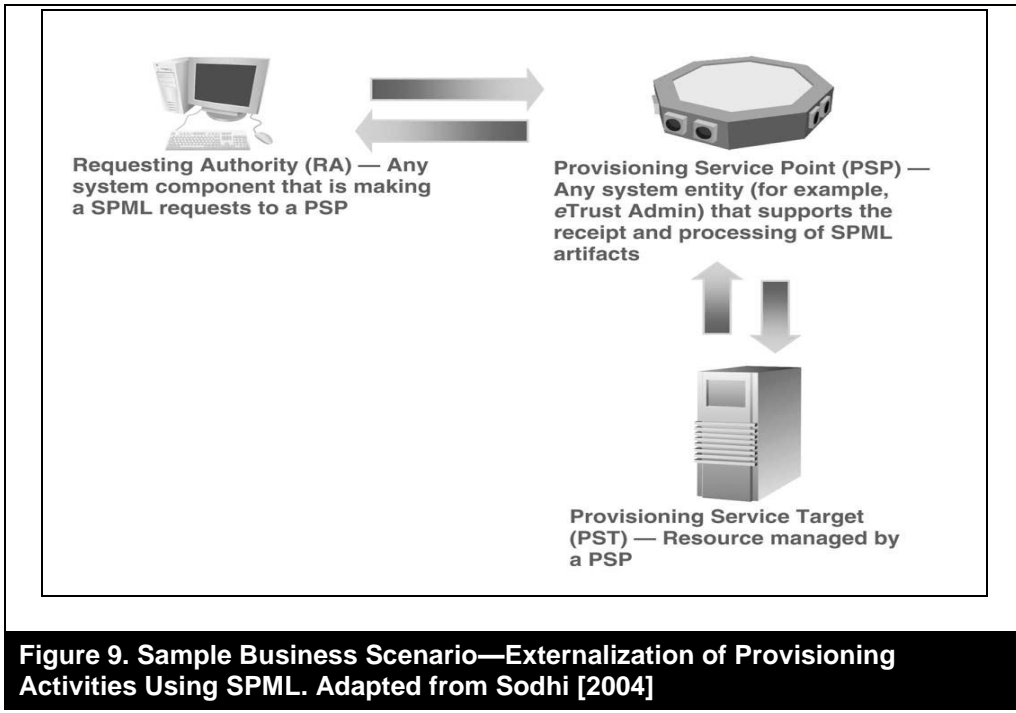 Requesting Authority (RA) — Any
system component that is making
a SPML requests to a PSP
Provisioning Service Point (PSP) —
Any system entity (for example,
eTrust Admin) that supports the
receipt and processing of SPML
artifacts
Provisioning Service Target
(PST) — Resource managed by
a PSP
Figure 9. Sample Business Scenario—Externalization of Provisioning
Activities Using SPML. Adapted from Sodhi [2004]